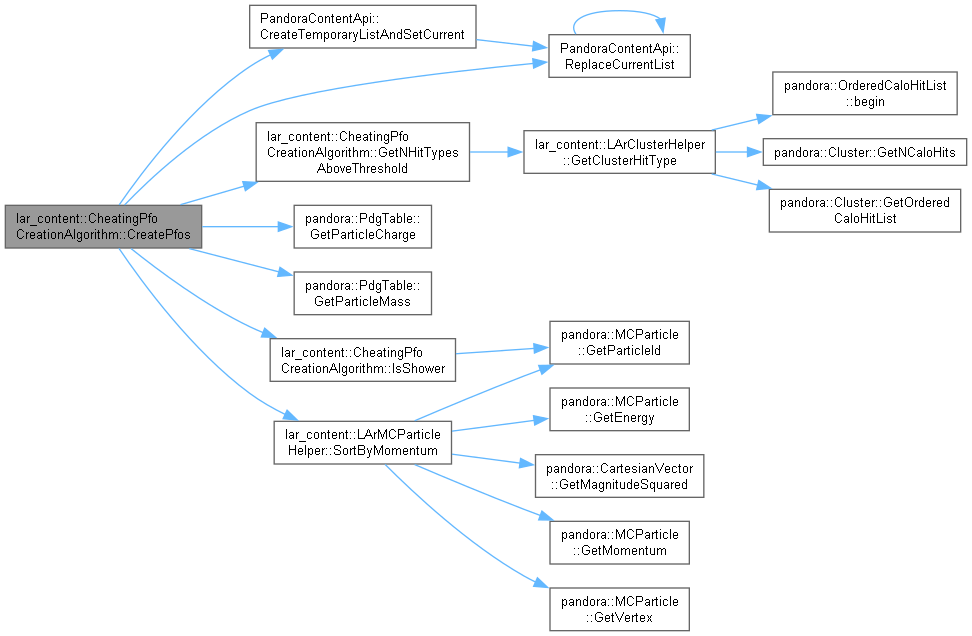 PandoraContentApi::
CreateTemporaryListAndSetCurrent
PandoraContentApi::
ReplaceCurrentList
pandora::OrderedCaloHitList
::begin
lar_content::CheatingPfo
CreationAlgorithm::GetNHitTypes
AboveThreshold
lar_content::LArClusterHelper
::GetClusterHitType
pandora::Cluster::GetNCaloHits
pandora::Cluster::GetOrdered
CaloHitList
lar_content::CheatingPfo
CreationAlgorithm::CreatePfos
pandora::PdgTable::
GetParticleCharge
pandora::PdgTable::
GetParticleMass
lar_content::CheatingPfo
CreationAlgorithm::IsShower
pandora::MCParticle
::GetParticleId
pandora::MCParticle
::GetEnergy
lar_content::LArMCParticle
Helper::SortByMomentum
pandora::CartesianVector
::GetMagnitudeSquared
pandora::MCParticle
::GetMomentum
pandora::MCParticle
::GetVertex